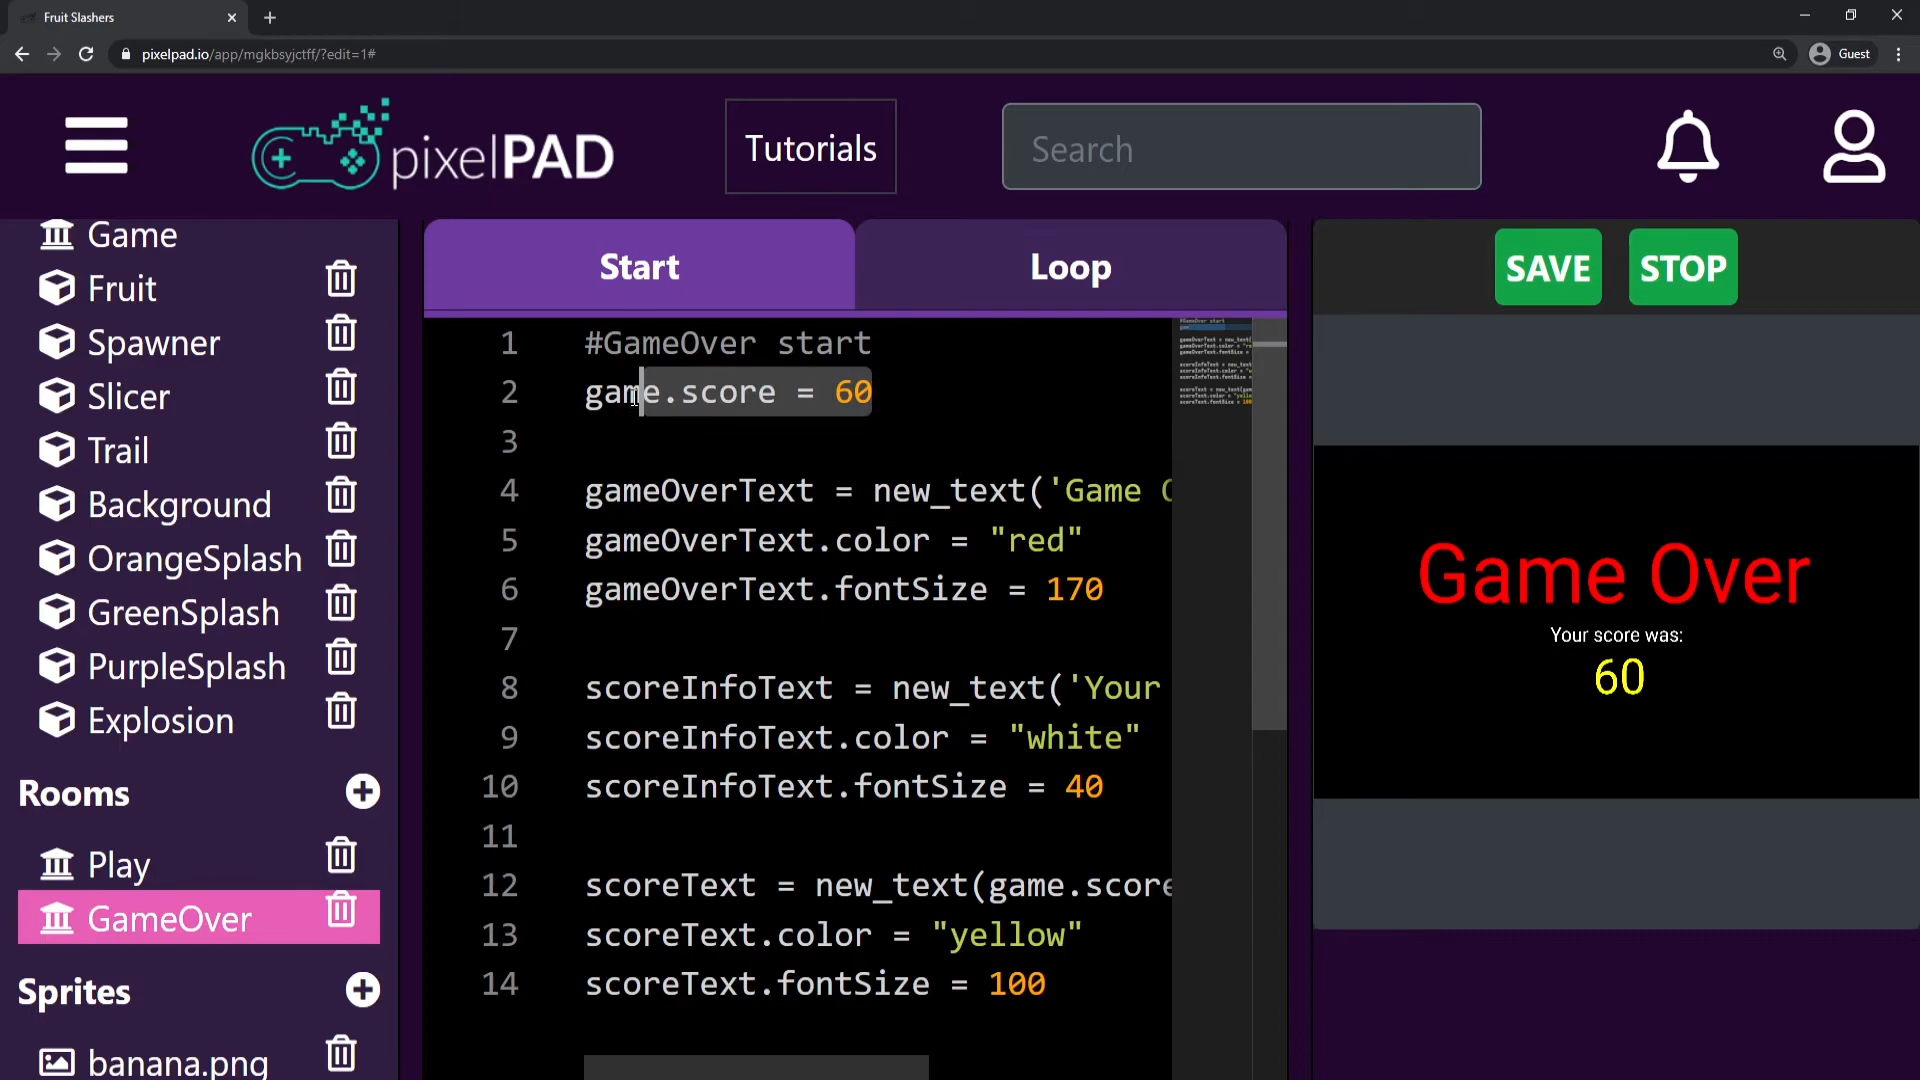 Fruit Slashers
pixelpad.io/app/mgkbsyjctff/?edit=1#
Guest
pixelPAD
Tutorials
Search
Game
Fruit
Spawner
Slicer
Trail
Background
OrangeSplash
GreenSplash
PurpleSplash
Explosion
Rooms
Play
GameOver
Sprites
banana.png
Start
Loop
1 #GameOver start
2 game.score = 60
3
4 gameOverText = new_text('Game O
5 gameOverText.color = "red"
6 gameOverText.fontSize = 170
7
8 scoreInfoText = new_text('Your
9 scoreInfoText.color = "white"
10 scoreInfoText.fontSize = 40
11
12 scoreText = new_text(game.score
13 scoreText.color = "yellow"
14 scoreText.fontSize = 100
SAVE
STOP
Game Over
Your score was:
60